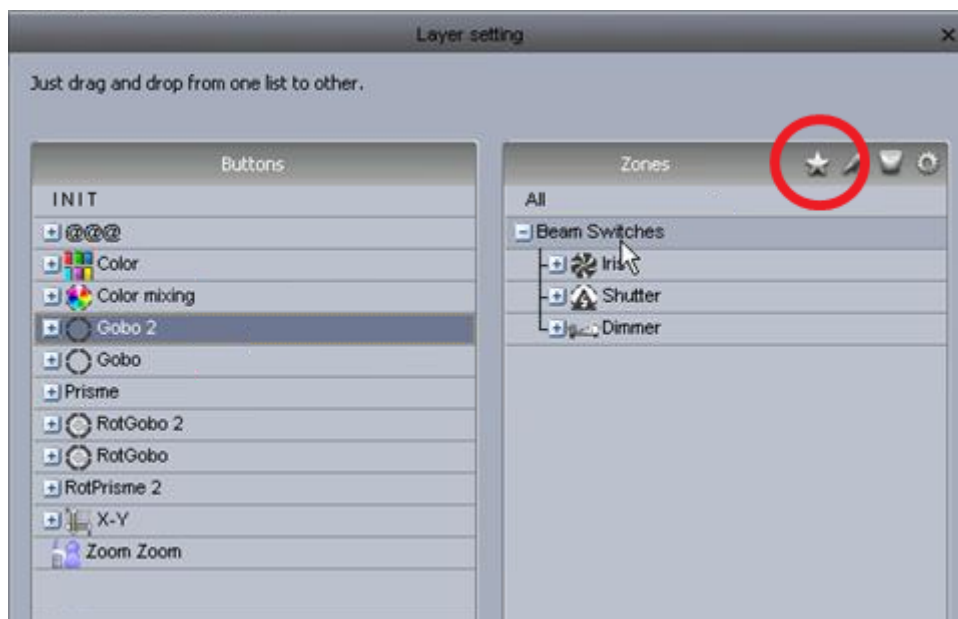 Layer setting
Just drag and drop from one list to other.
Buttons
INIT
@@@
Color
Color mixing
Gobo 2
Gobo
Prisme
RotGobo 2
RotGobo
RotPrisme 2
X-Y
Zoom Zoom
Zones
All
Beam Switches
Iris
Shutter
Dimmer